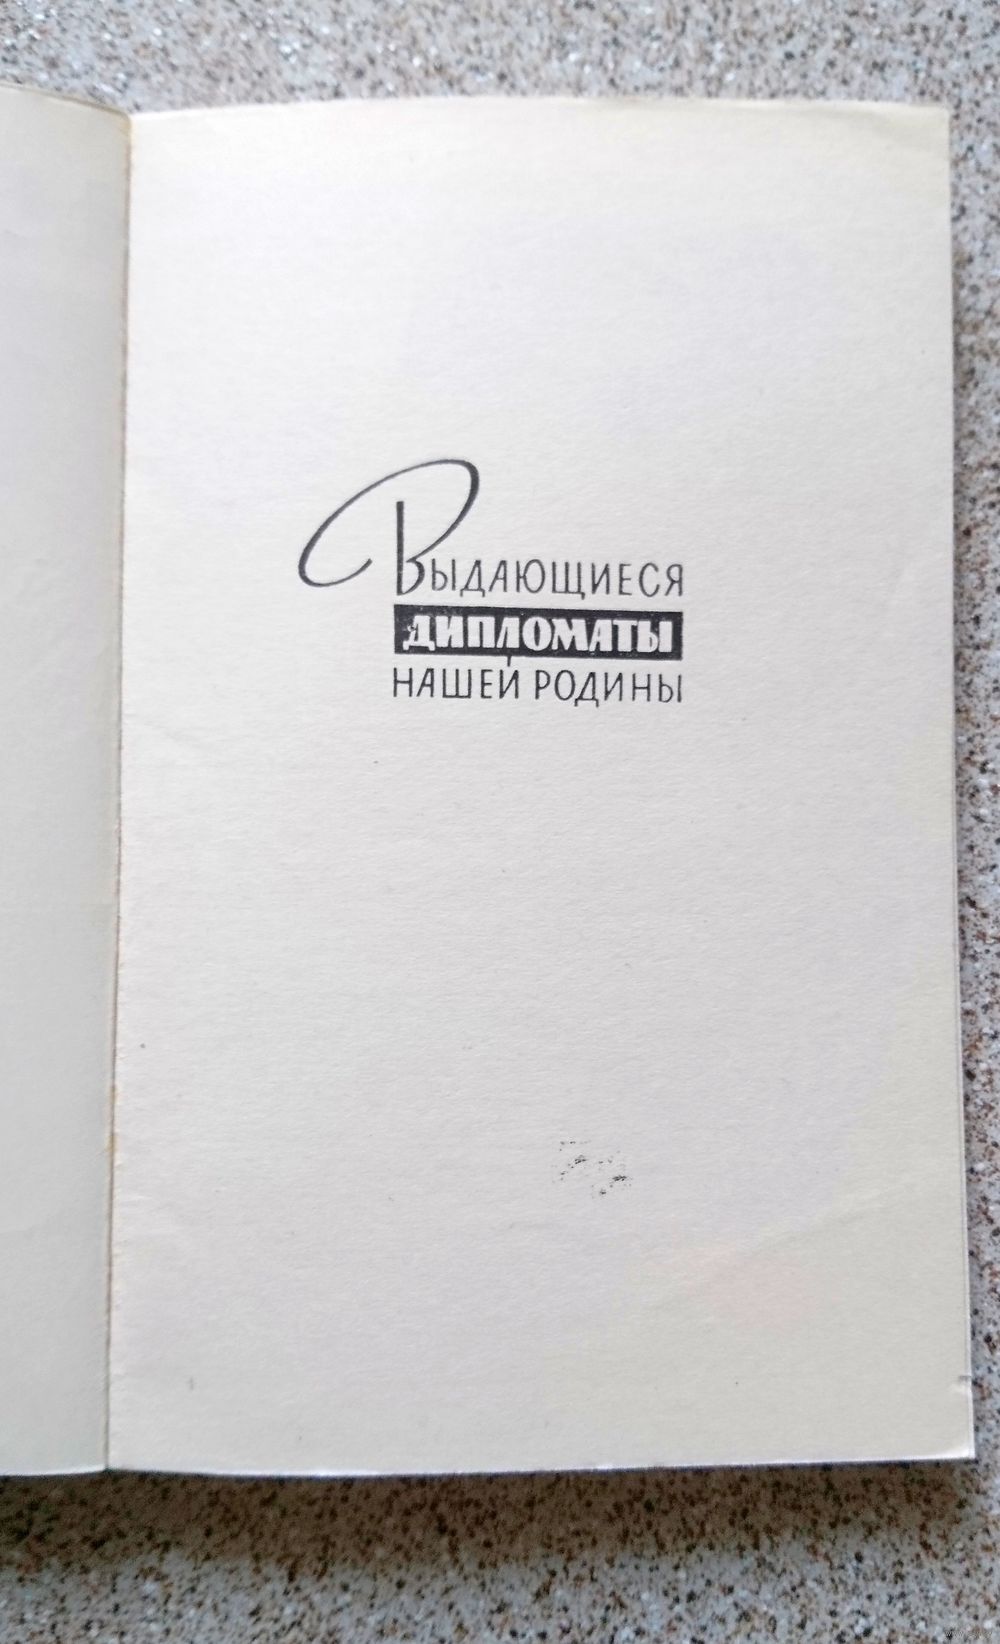 Выдающиеся
ДИПЛОМАТЫ
НАШЕЙ РОДИНЫ